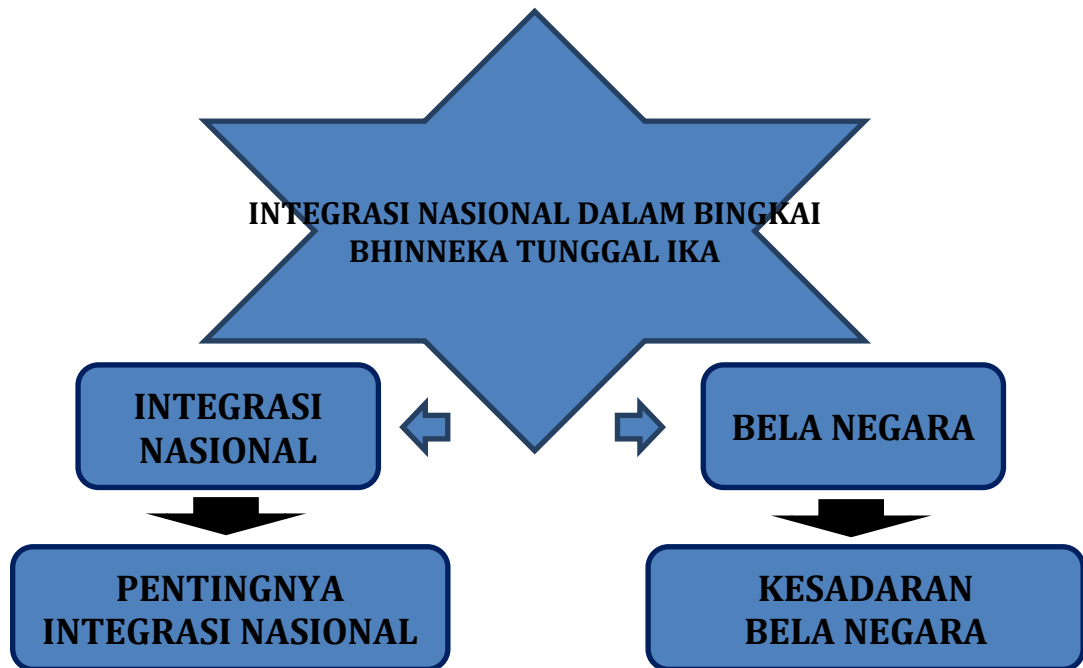 INTEGRASI NASIONAL DALAM BINGKAI
BHINNEKA TUNGGAL IKA
INTEGRASI
NASIONAL
BELA NEGARA
PENTINGNYA
INTEGRASI NASIONAL
KESADARAN
BELA NEGARA